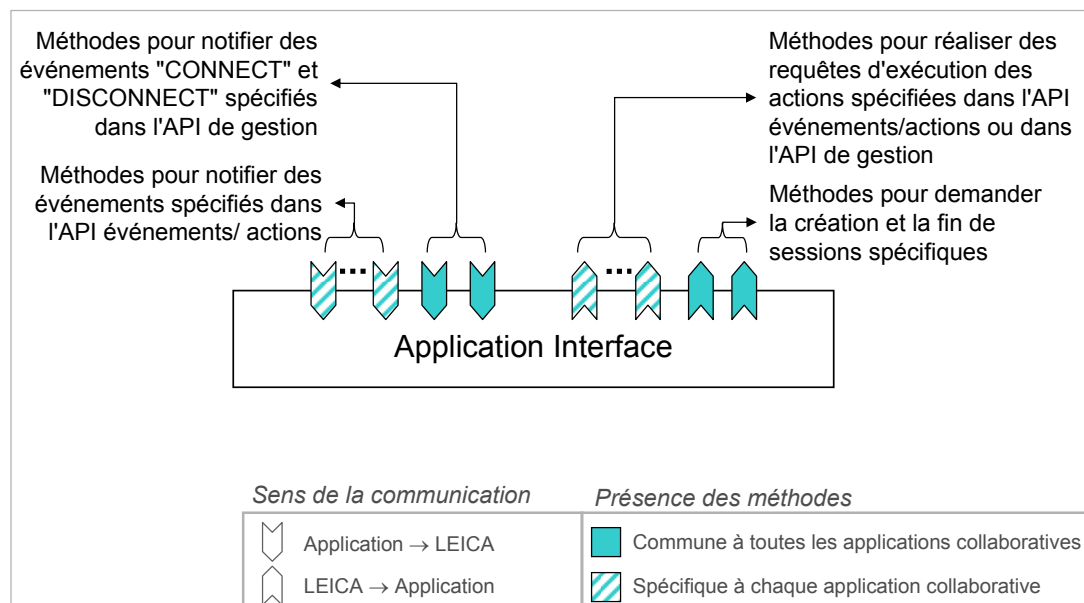 Méthodes pour notifier des
événements "CONNECT" et
"DISCONNECT" spécifiés
dans l'API de gestion
Méthodes pour notifier des
événements spécifiés dans
l'API événements/ actions
Méthodes pour réaliser des
requêtes d'exécution des
actions spécifiées dans l'API
événements/actions ou dans
l'API de gestion
Méthodes pour demander
la création et la fin de
sessions spécifiques
Application Interface
Sens de la communication
Application → LEICA
LEICA → Application
Présence des méthodes
Commune à toutes les applications collaboratives
Spécifique à chaque application collaborative